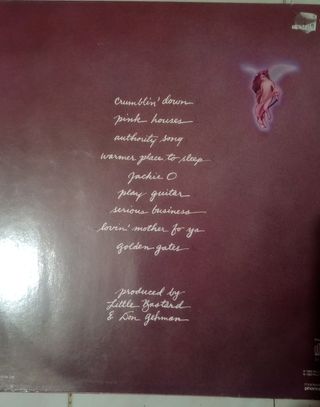 crumblin' down
pink houses
authority song
warmer place to sleep
Jackie O
play guitar
serious business
lovin' mother fo ya
golden gates
produced by
Little Bastard
& Don Gehman